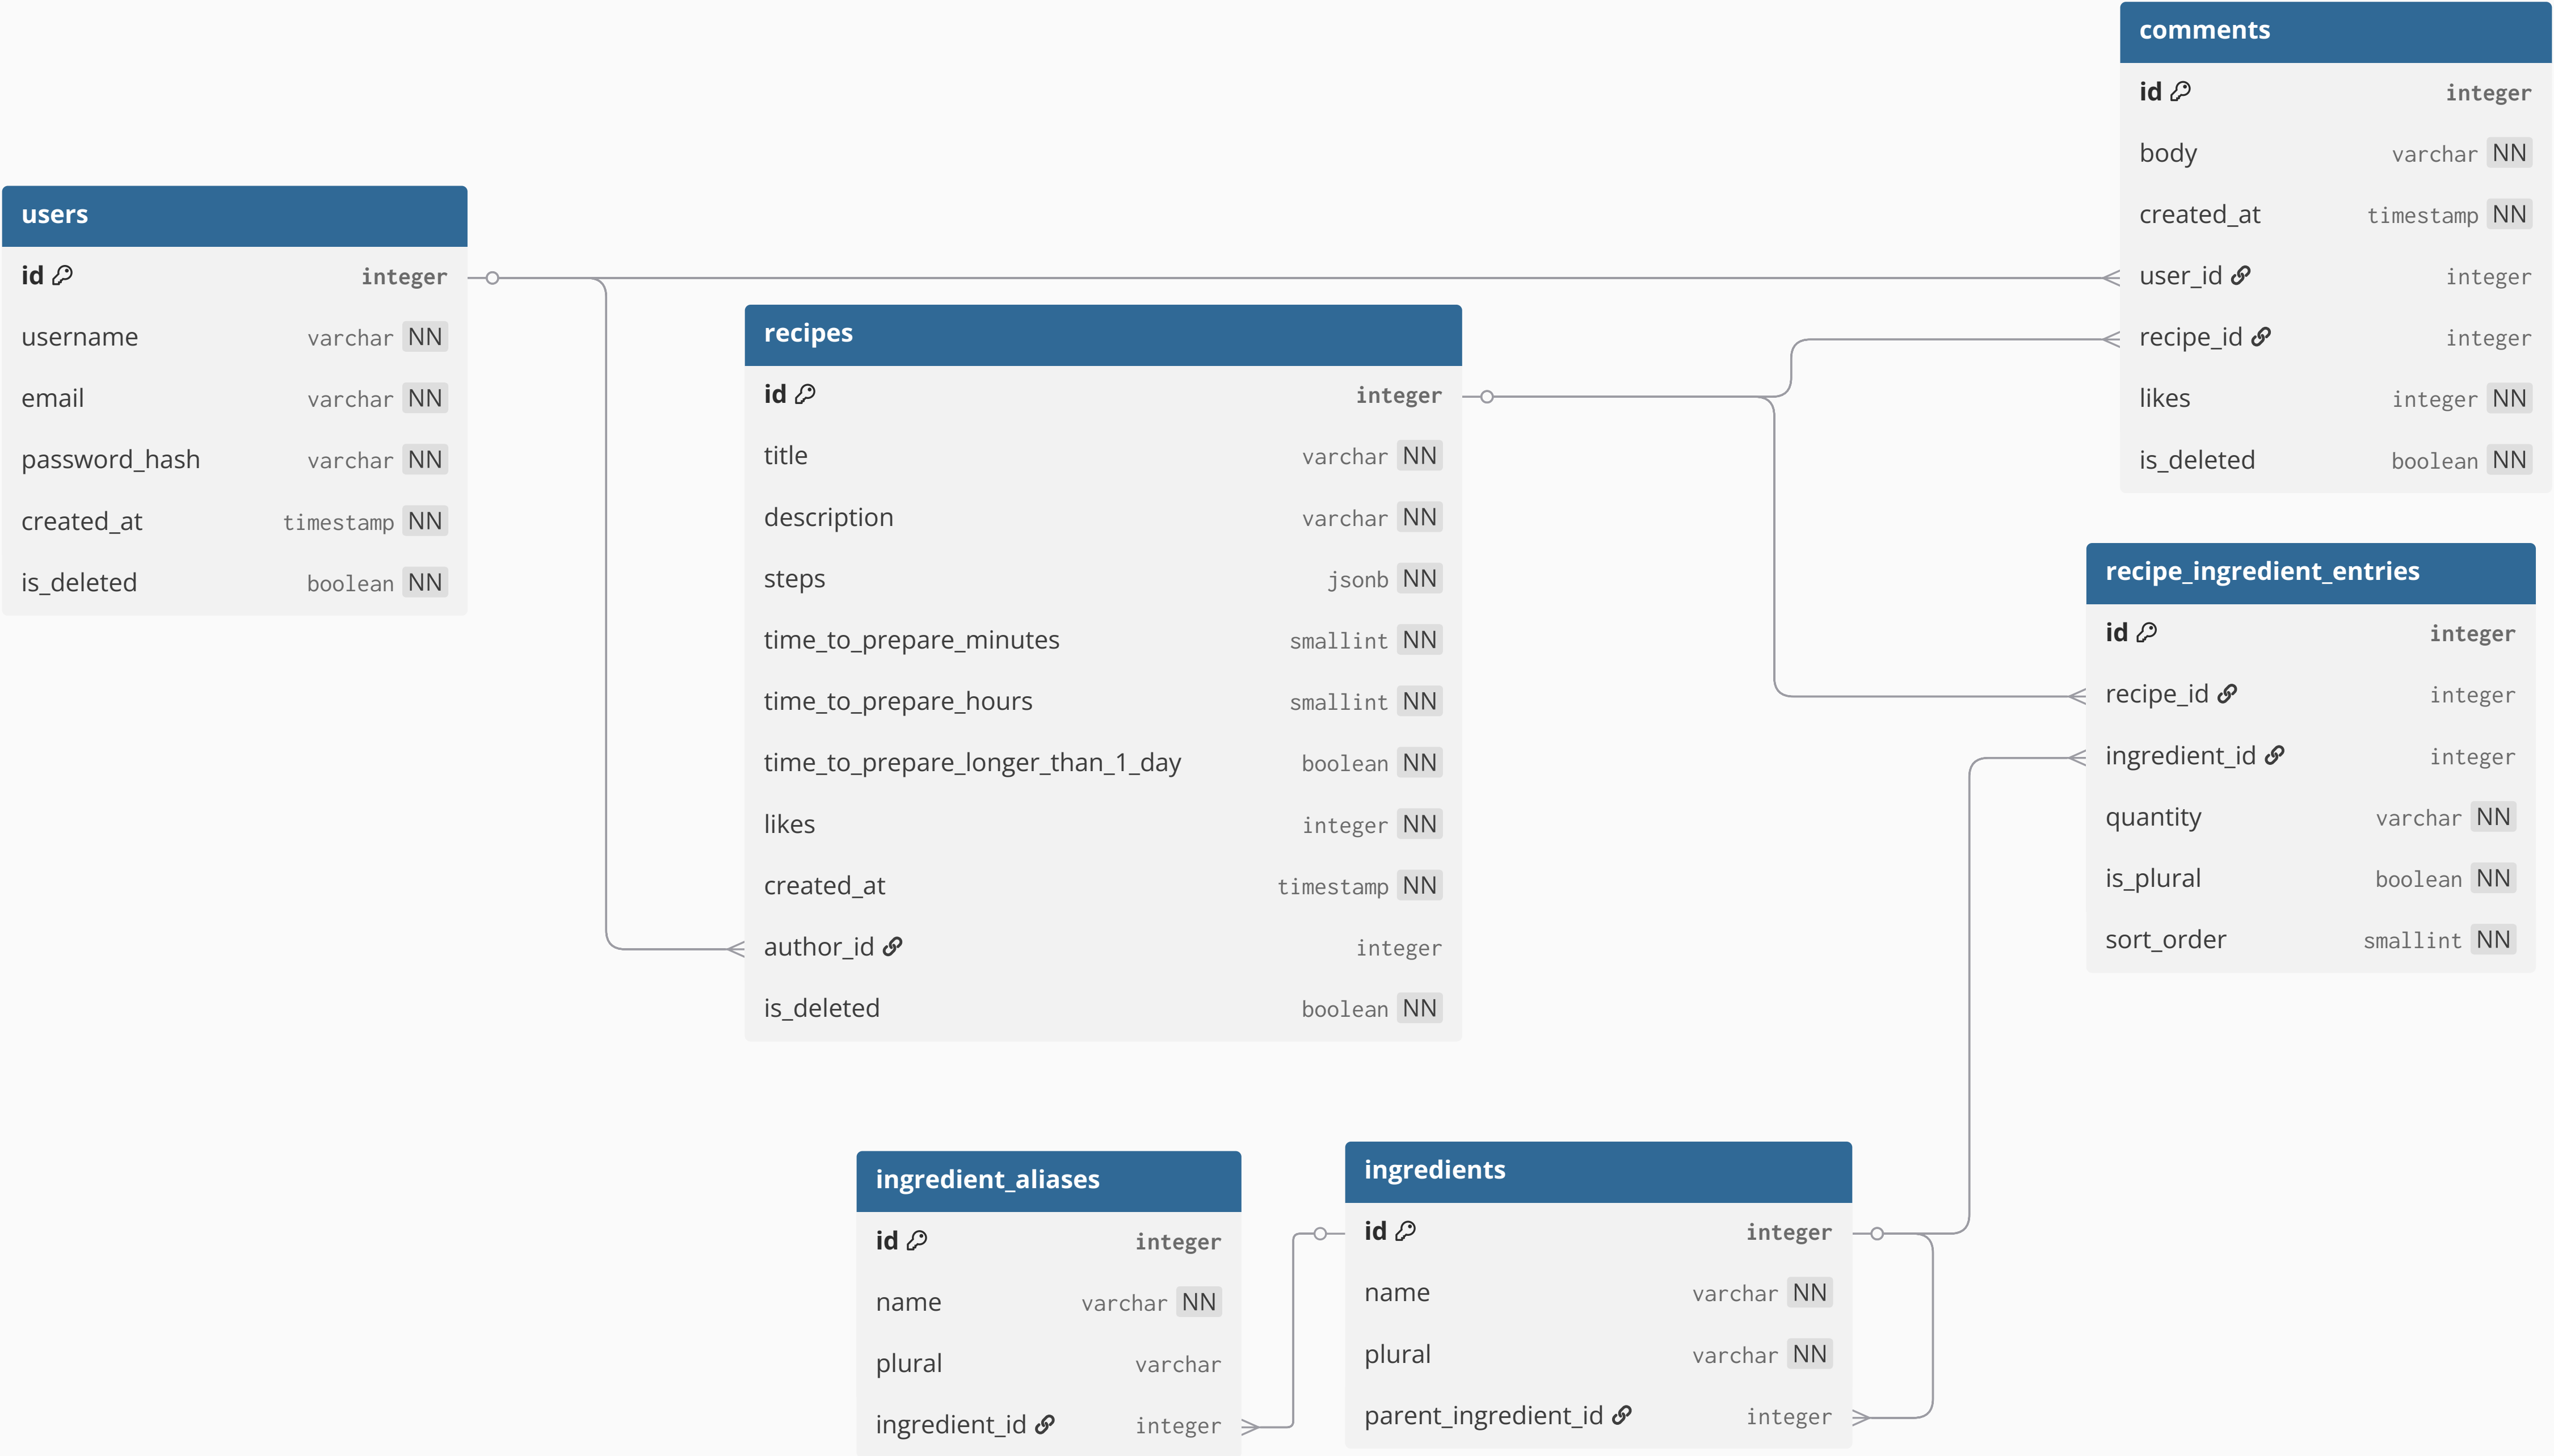 comments
id integer
body varchar NN
created_at timestamp NN
user_id integer
recipe_id integer
likes integer NN
is_deleted boolean NN
users
id integer
username varchar NN
email varchar NN
password_hash varchar NN
created_at timestamp NN
is_deleted boolean NN
recipes
id integer
title varchar NN
description varchar NN
steps jsonb NN
time_to_prepare_minutes smallint NN
time_to_prepare_hours smallint NN
time_to_prepare_longer_than_1_day boolean NN
likes integer NN
created_at timestamp NN
author_id integer
is_deleted boolean NN
recipe_ingredient_entries
id integer
recipe_id integer
ingredient_id integer
quantity varchar NN
is_plural boolean NN
sort_order smallint NN
ingredient_aliases
id integer
name varchar NN
plural varchar
ingredient_id integer
ingredients
id integer
name varchar NN
plural varchar NN
parent_ingredient_id integer